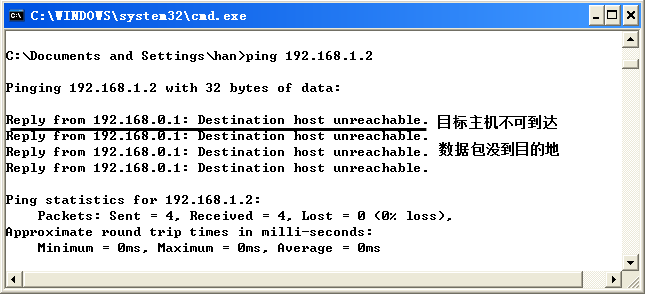 C:\WINDOWS\system32\cmd.exe
C:\Documents and Settings\han>ping 192.168.1.2
Pinging 192.168.1.2 with 32 bytes of data:
Reply from 192.168.0.1: Destination host unreachable. 目标主机不可到达
Reply from 192.168.0.1: Destination host unreachable.
Reply from 192.168.0.1: Destination host unreachable. 数据包没到目的地
Reply from 192.168.0.1: Destination host unreachable.
Ping statistics for 192.168.1.2:
Packets: Sent = 4, Received = 4, Lost = 0 (0% loss),
Approximate round trip times in milli-seconds:
Minimum = 0ms, Maximum = 0ms, Average = 0ms